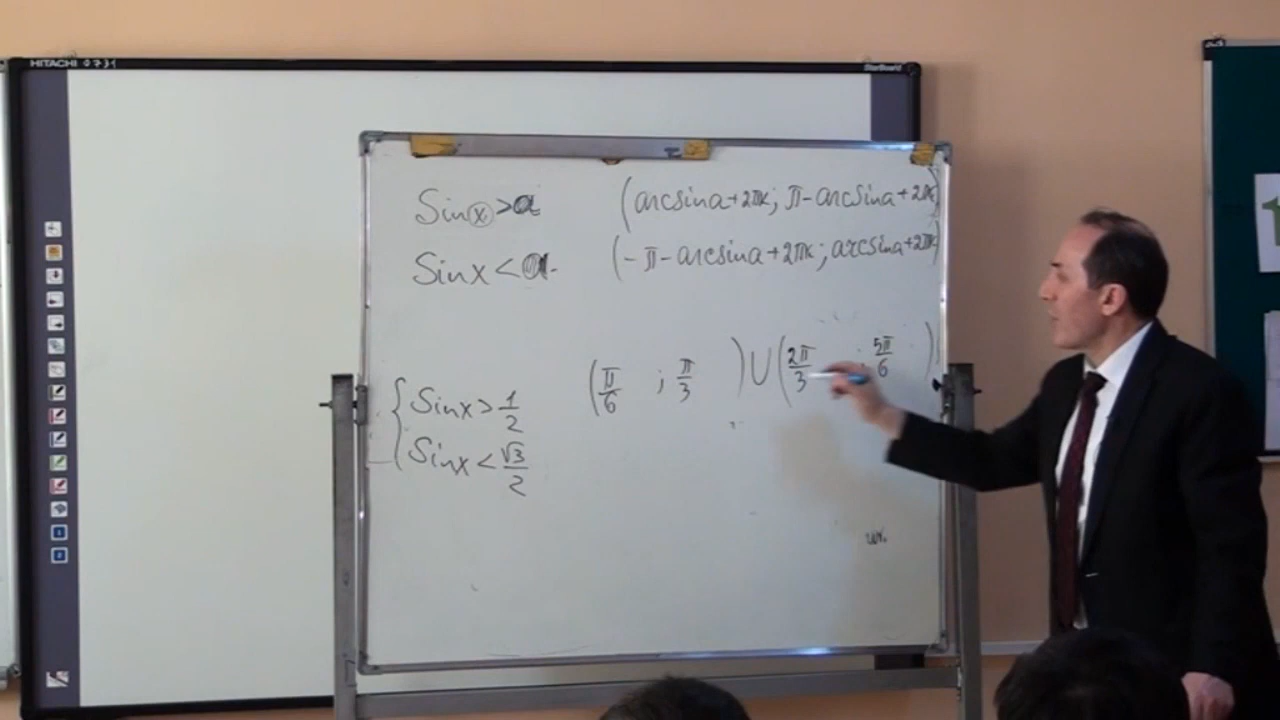 HITACHI StarBoard
Sinx>a (arcsina+2πk; π-arcsina+2πk)
Sinx<a (-π-arcsina+2πk; arcsina+2πk)
{ Sinx>1/2 (π/6 ; π/3 )∪(2π/3 ; 5π/6 )
Sinx<√3/2